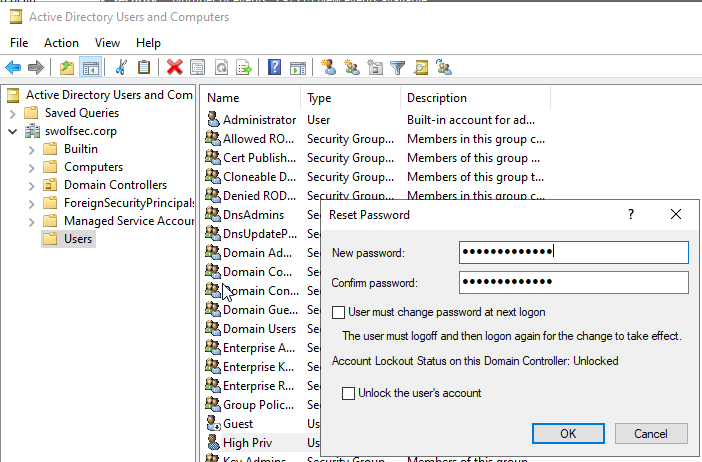 Active Directory Users and Computers
File Action View Help
Active Directory Users and Com
Saved Queries
swolfsec.corp
Builtin
Computers
Domain Controllers
ForeignSecurityPrincipals
Managed Service Accour
Users
Name Type Description
Administrator User Built-in account for ad...
Allowed RO... Security Group... Members in this group c...
Cert Publish... Security Group... Members of this group ...
Cloneable D... Security Group... Members of this group t...
Denied ROD... Security Group... Members in this group c...
DnsAdmins Se
DnsUpdateP... Se
Domain Ad... Se
Domain Co... Se
Domain Con... Se
Domain Gue... Se
Domain Users Se
Enterprise A... Se
Enterprise K... Se
Enterprise R... Se
Group Polic... Se
Guest Us
High Priv Us
Key Admins Security Group... Members of this group
Reset Password ?
New password: •••••••••••••
Confirm password: •••••••••••••
User must change password at next logon
The user must logoff and then logon again for the change to take effect.
Account Lockout Status on this Domain Controller: Unlocked
Unlock the user's account
OK Cancel